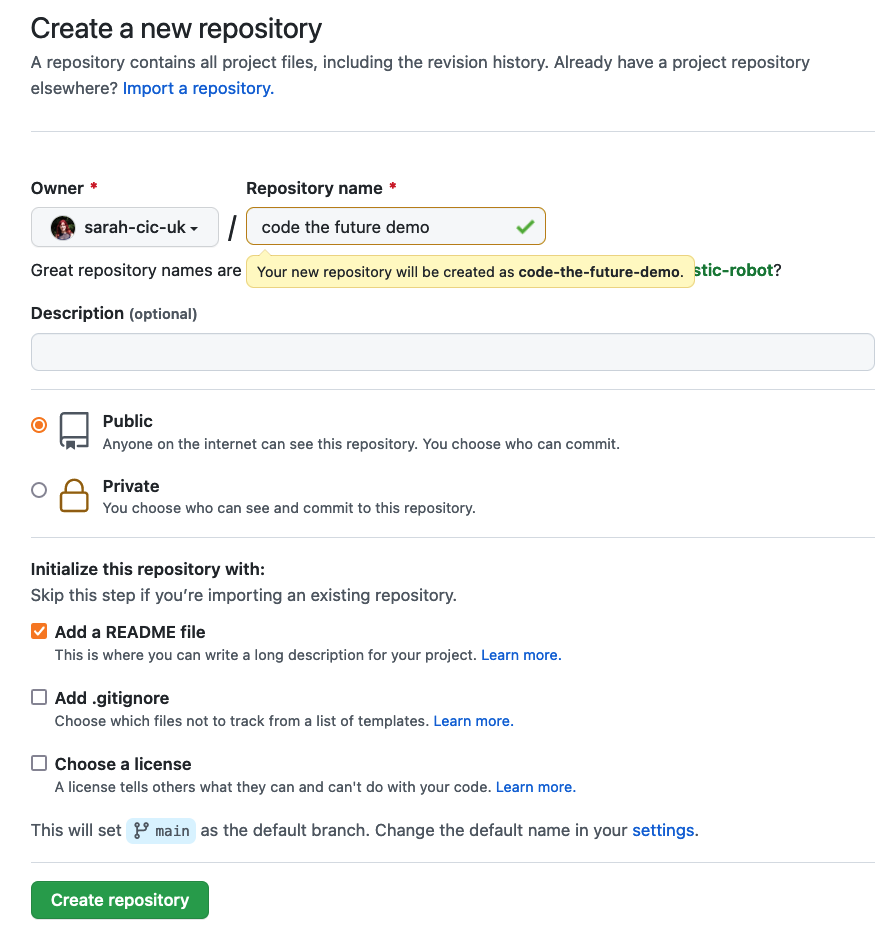 Create a new repository
A repository contains all project files, including the revision history. Already have a project repository
elsewhere? Import a repository.
Owner *
Repository name *
sarah-cic-uk / code the future demo
Great repository names are
Your new repository will be created as code-the-future-demo.
stic-robot?
Description (optional)
Public
Anyone on the internet can see this repository. You choose who can commit.
Private
You choose who can see and commit to this repository.
Initialize this repository with:
Skip this step if you’re importing an existing repository.
Add a README file
This is where you can write a long description for your project. Learn more.
Add .gitignore
Choose which files not to track from a list of templates. Learn more.
Choose a license
A license tells others what they can and can't do with your code. Learn more.
This will set main as the default branch. Change the default name in your settings.
Create repository